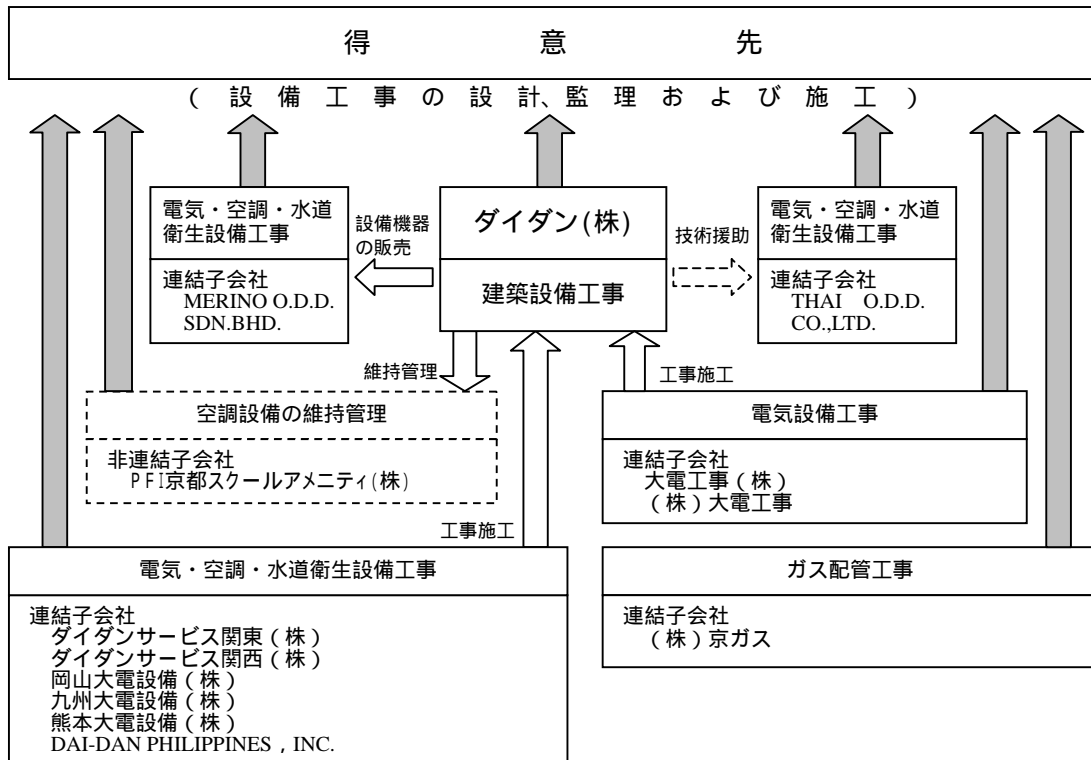 得意先
(設備工事の設計、監理および施工)
電気・空調・水道
衛生設備工事
連結子会社
MERINO O.D.D.
SDN.BHD.
設備機器
の販売
ダイダン(株)
建築設備工事
技術援助
電気・空調・水道
衛生設備工事
連結子会社
THAI O.D.D.
CO.,LTD.
維持管理
工事施工
空調設備の維持管理
非連結子会社
PFI京都スクールアメニティ(株)
電気設備工事
連結子会社
大電工事(株)
(株)大電工事
工事施工
電気・空調・水道衛生設備工事
連結子会社
ダイダンサービス関東(株)
ダイダンサービス関西(株)
岡山大電設備(株)
九州大電設備(株)
熊本大電設備(株)
DAI-DAN PHILIPPINES , INC.
ガス配管工事
連結子会社
(株)京ガス